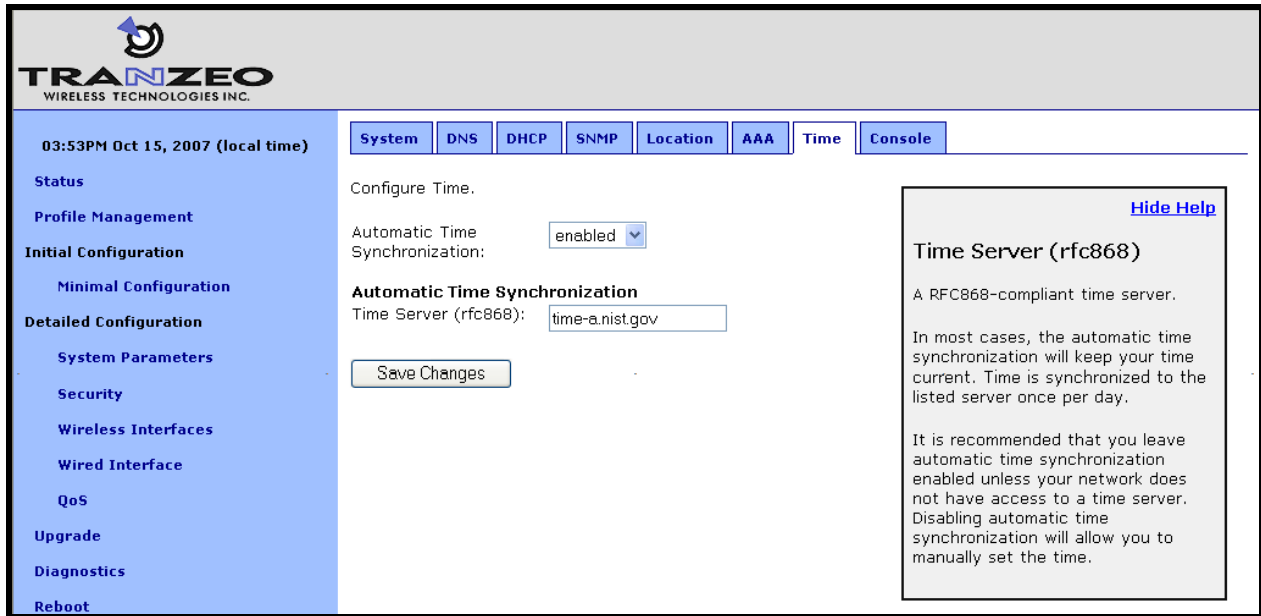 TRANZEO
WIRELESS TECHNOLOGIES INC.
03:53PM Oct 15, 2007 (local time)
Status
Profile Management
Initial Configuration
Minimal Configuration
Detailed Configuration
System Parameters
Security
Wireless Interfaces
Wired Interface
QoS
Upgrade
Diagnostics
Reboot
System DNS DHCP SNMP Location AAA Time Console
Configure Time.
Automatic Time
Synchronization:
enabled
Automatic Time Synchronization
Time Server (rfc868): time-a.nist.gov
Save Changes
Hide Help
Time Server (rfc868)
A RFC868-compliant time server.
In most cases, the automatic time
synchronization will keep your time
current. Time is synchronized to the
listed server once per day.
It is recommended that you leave
automatic time synchronization
enabled unless your network does
not have access to a time server.
Disabling automatic time
synchronization will allow you to
manually set the time.